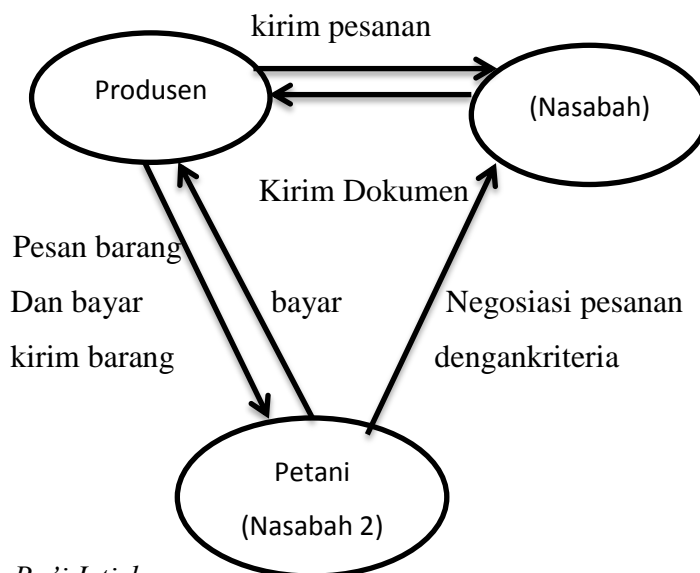 kirim pesanan
Produsen
(Nasabah)
Kirim Dokumen
Pesan barang
Dan bayar
bayar
Negosiasi pesanan
kirim barang
dengankriteria
Petani
(Nasabah 2)